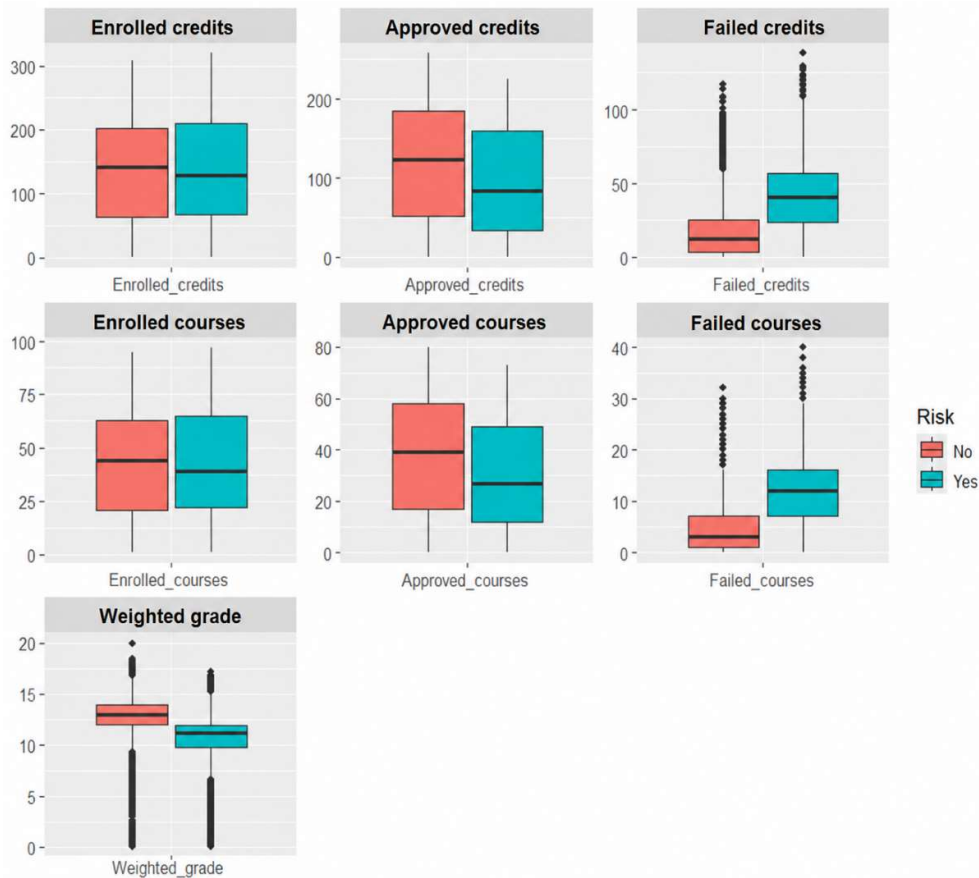 Enrolled credits
Approved credits
Failed credits
300
200
100
0
200
100
0
100
50
0
Enrolled_credits
Approved_credits
Failed_credits
Enrolled courses
Approved courses
Failed courses
100
75
50
25
0
80
60
40
20
0
40
30
20
10
0
Enrolled_courses
Approved_courses
Failed_courses
Risk
No
Yes
Weighted grade
20
15
10
5
0
Weighted_grade